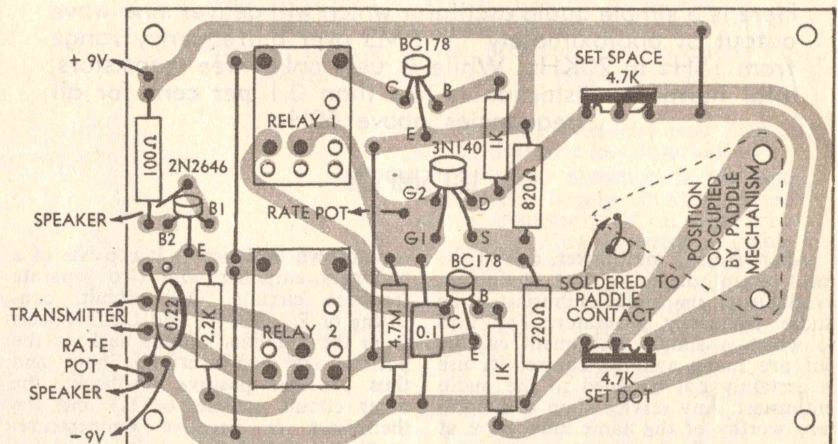 + 9V
BC178
SET SPACE
4.7K
C
B
E
100Ω
2N2646
RELAY
1
3N140
1K
820Ω
G2
D
SPEAKER
B1
B2
E
RATE POT
G1
S
POSITION
OCCUPIED
BY PADDLE
MECHANISM
BC178
SOLDERED TO
PADDLE
CONTACT
TRANSMITTER
0.22
2.2K
RELAY 2
4.7M
0.1
C
B
E
1K
220Ω
RATE
POT
SPEAKER
4.7K
SET DOT
-9V